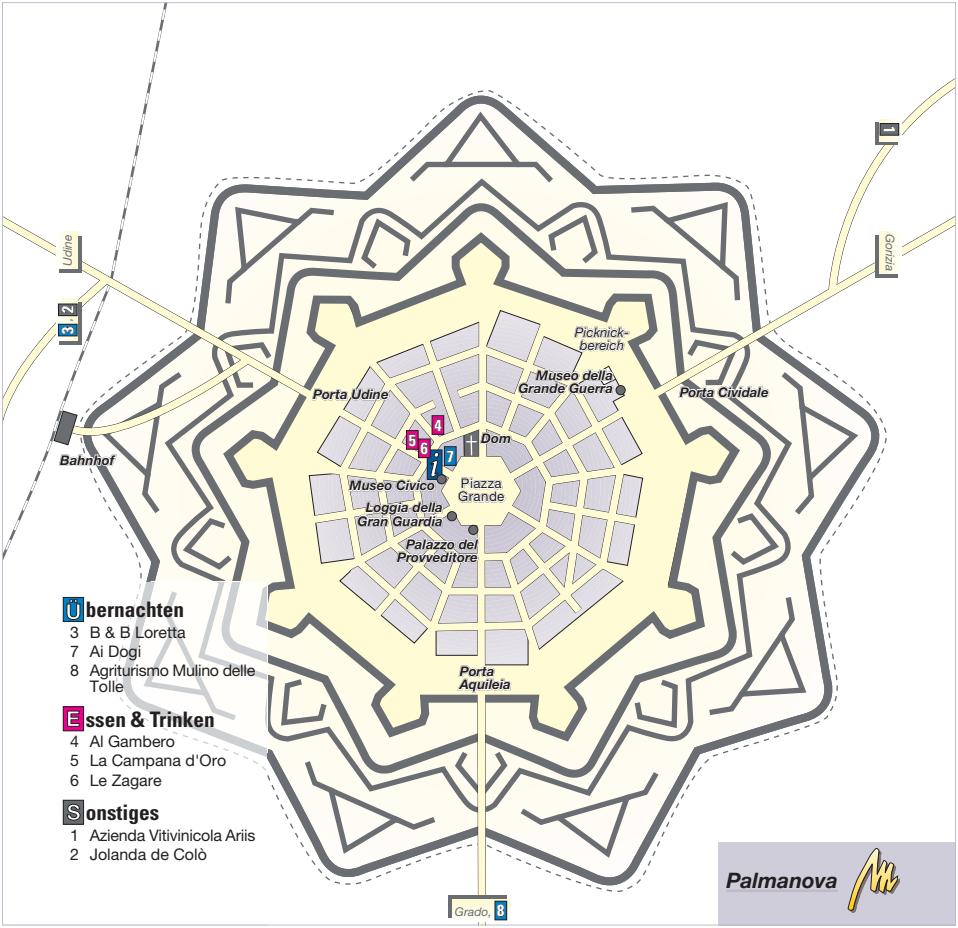 1
Udine
Gorizia
3, 2
Picknick-
bereich
Museo della
Grande Guerra
Porta Udine
Porta Cividale
4
5
6
Dom
i
7
Bahnhof
Museo Civico
Piazza
Grande
Loggia della
Gran Guardia
Palazzo del
Provveditore
Porta
Aquileia
Übernachten
3 B & B Loretta
7 Ai Dogi
8 Agriturismo Mulino delle
Tolle
Essen & Trinken
4 Al Gambero
5 La Campana d'Oro
6 Le Zagare
Sonstiges
1 Azienda Vitivinicola Ariis
2 Jolanda de Colò
Palmanova
Grado, 8